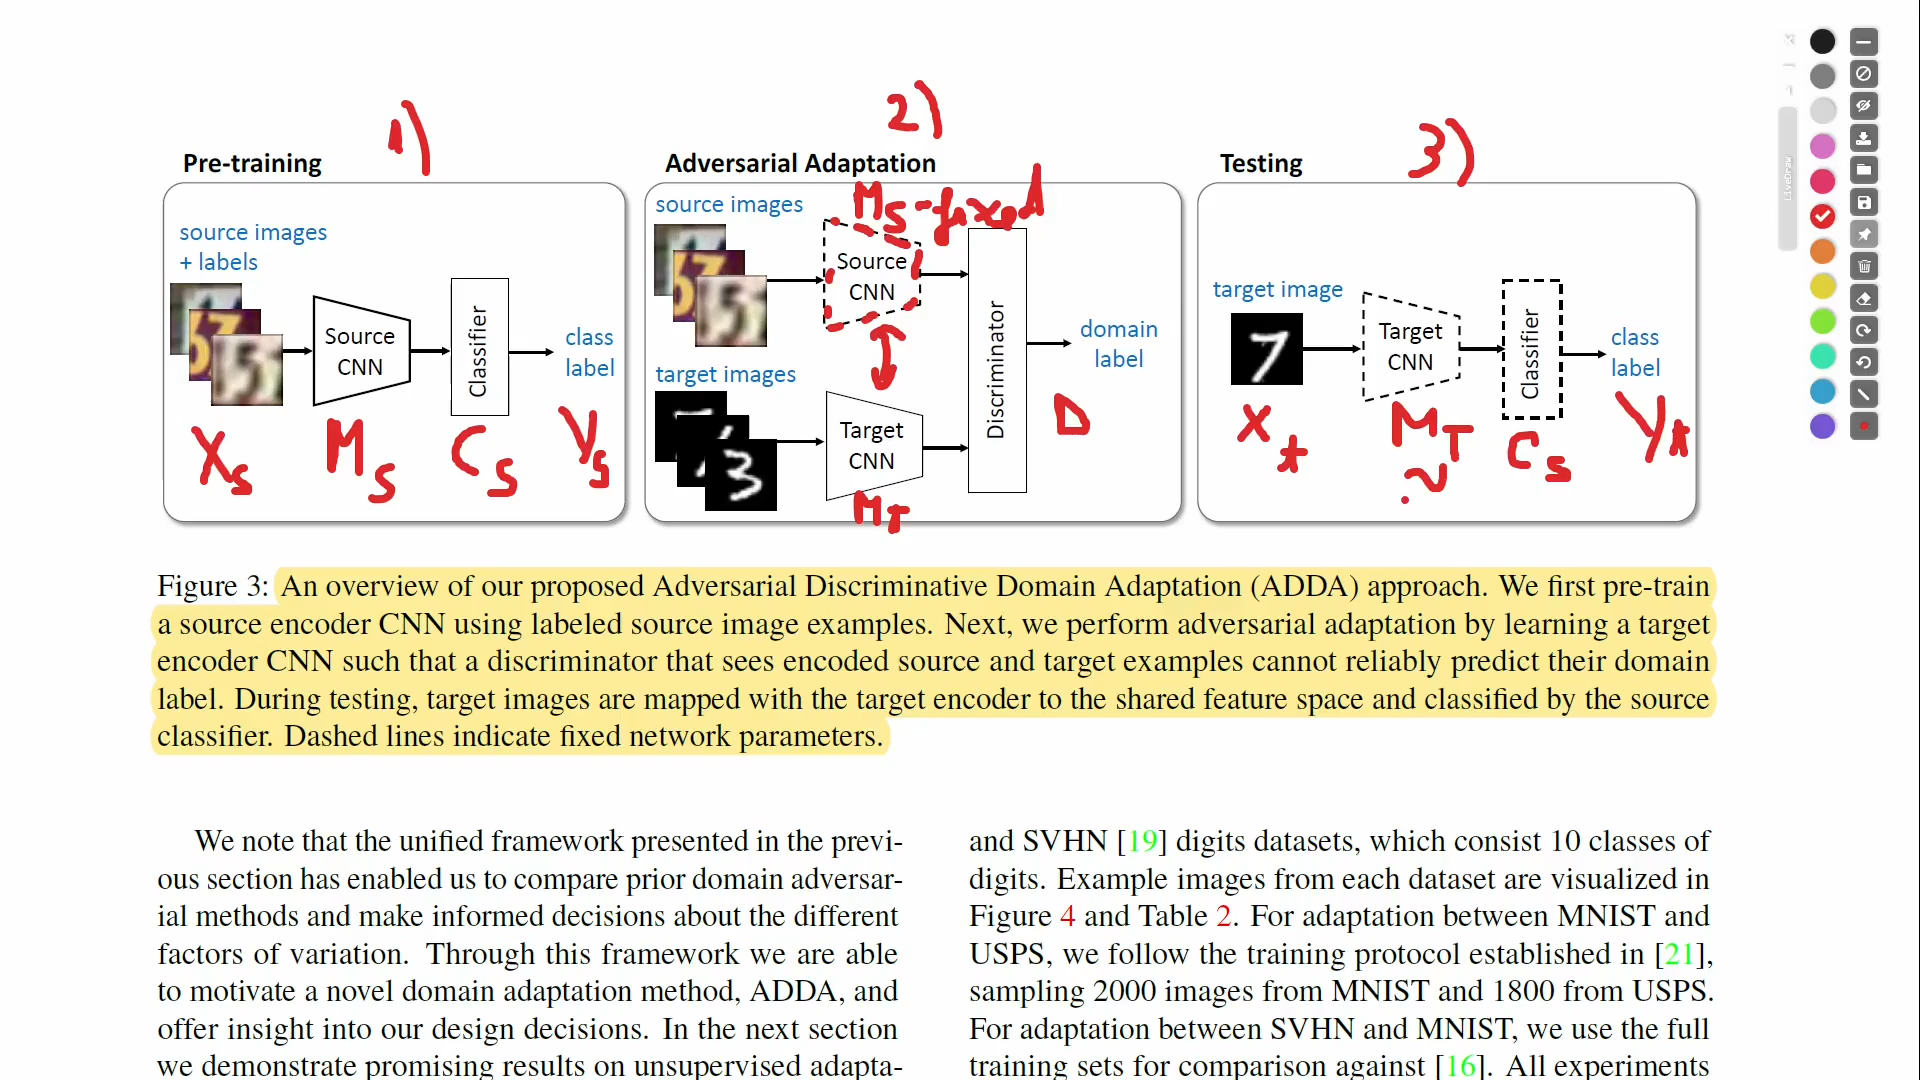 1)
2)
3)
Pre-training
Adversarial Adaptation
Testing
source images
+ labels
Source
CNN
Classifier
class
label
Xs
Ms
Cs
Ys
source images
Ms-fixed
Source
CNN
target images
Target
CNN
MT
Discriminator
domain
label
D
target image
Target
CNN
Classifier
class
label
Xt
MT
~
Cs
Yt
LiveDraw
Figure 3: An overview of our proposed Adversarial Discriminative Domain Adaptation (ADDA) approach. We first pre-train
a source encoder CNN using labeled source image examples. Next, we perform adversarial adaptation by learning a target
encoder CNN such that a discriminator that sees encoded source and target examples cannot reliably predict their domain
label. During testing, target images are mapped with the target encoder to the shared feature space and classified by the source
classifier. Dashed lines indicate fixed network parameters.
We note that the unified framework presented in the previ-
ous section has enabled us to compare prior domain adversar-
ial methods and make informed decisions about the different
factors of variation. Through this framework we are able
to motivate a novel domain adaptation method, ADDA, and
offer insight into our design decisions. In the next section
we demonstrate promising results on unsupervised adapta-
and SVHN [19] digits datasets, which consist 10 classes of
digits. Example images from each dataset are visualized in
Figure 4 and Table 2. For adaptation between MNIST and
USPS, we follow the training protocol established in [21],
sampling 2000 images from MNIST and 1800 from USPS.
For adaptation between SVHN and MNIST, we use the full
training sets for comparison against [16]. All experiments